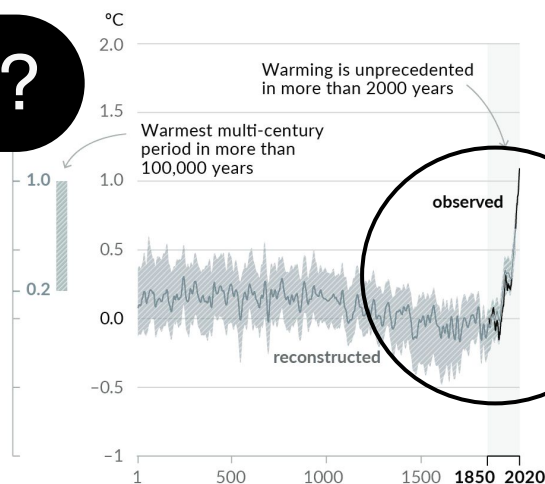 ?
°C
2.0
1.5
1.0
0.5
0.0
−0.5
−1
Warming is unprecedented
in more than 2000 years
Warmest multi-century
period in more than
100,000 years
1.0
0.2
observed
reconstructed
1
500
1000
1500
1850
2020